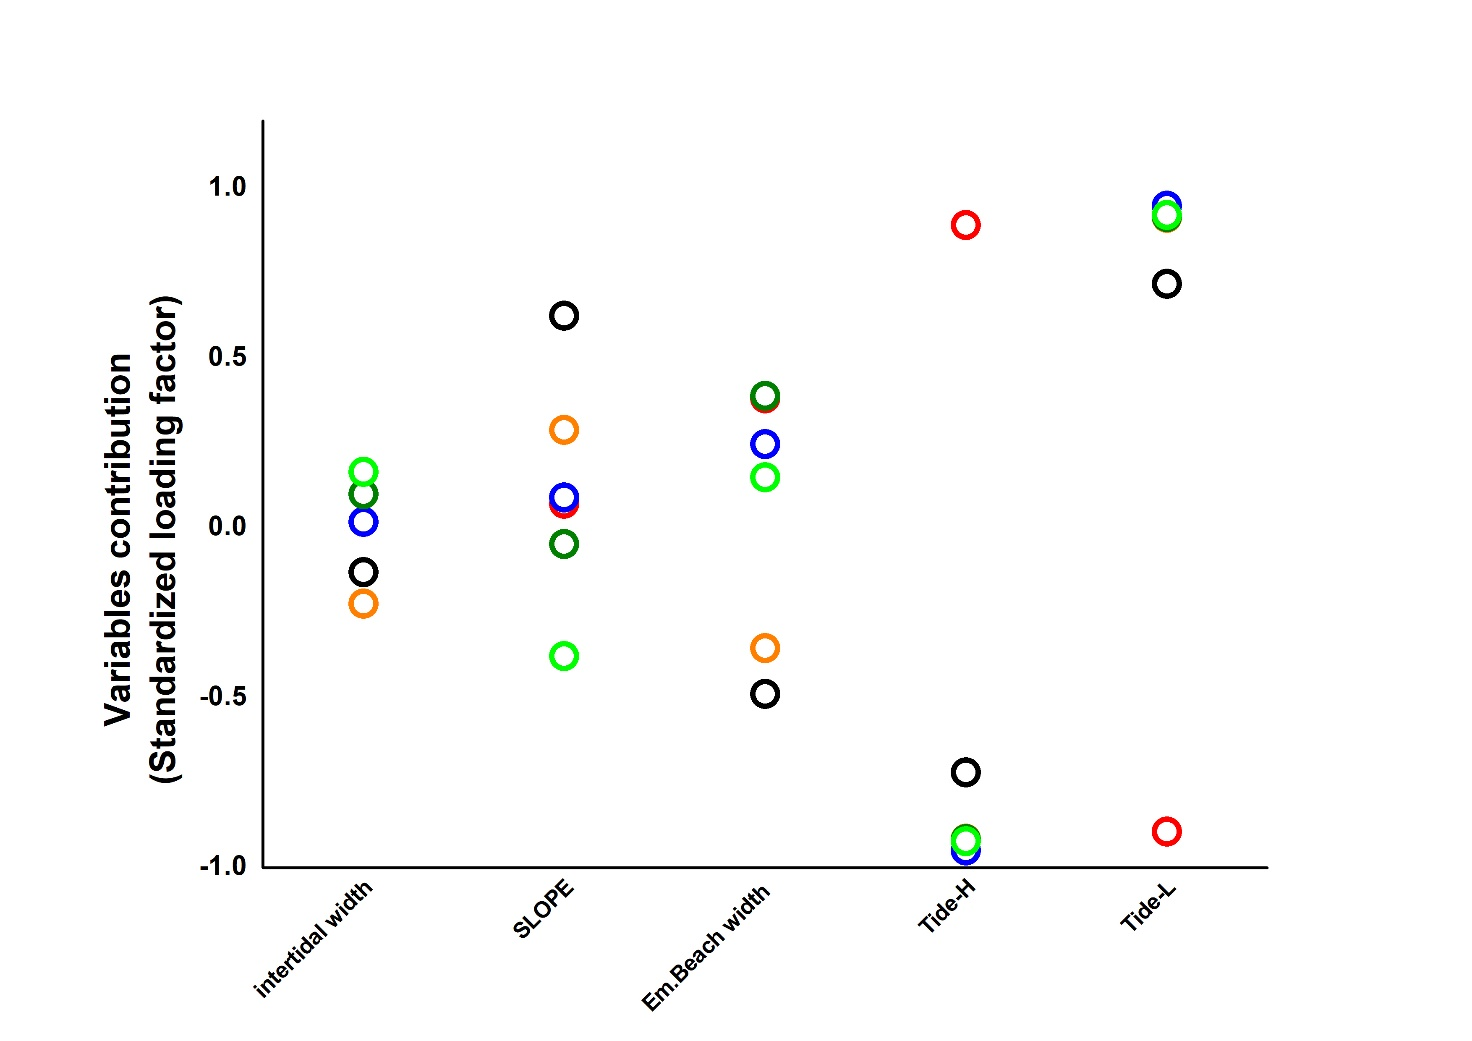 Variables contribution
(Standardized loading factor)
1.0
0.5
0.0
-0.5
-1.0
intertidal width
SLOPE
Em.Beach width
Tide-H
Tide-L